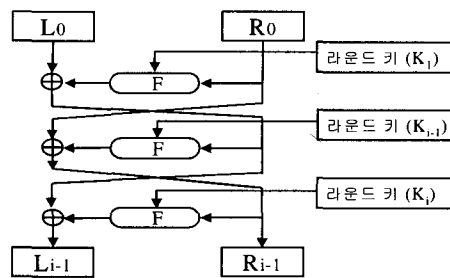 L0 R0
라운드 키 (K1)
F
라운드 키 (Ki-1)
F
라운드 키 (Ki)
F
Li-1 Ri-1